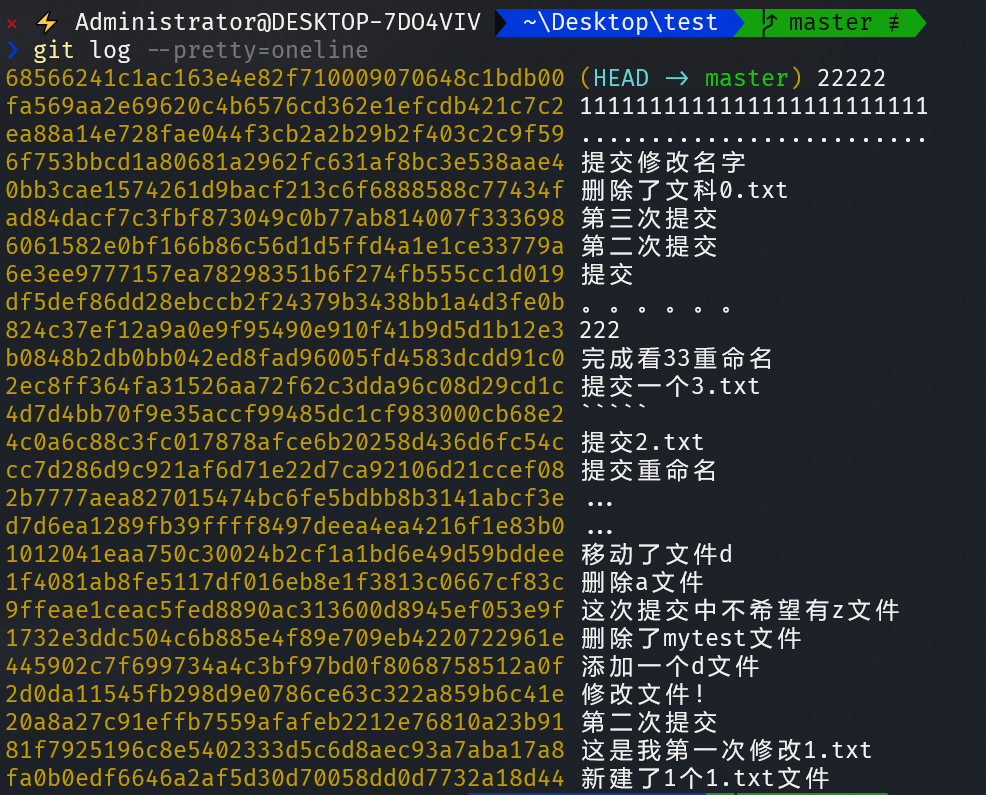 × ⚡ Administrator@DESKTOP-7DO4VIV ~\Desktop\test master ≢
❯ git log --pretty=oneline
68566241c1ac163e4e82f710009070648c1bdb00 (HEAD -> master) 22222
fa569aa2e69620c4b6576cd362e1efcdb421c7c2 1111111111111111111111111
ea88a14e728fae044f3cb2a2b29b2f403c2c9f59 .........................
6f753bbcd1a80681a2962fc631af8bc3e538aae4 提交修改名字
0bb3cae1574261d9bacf213c6f6888588c77434f 删除了文科0.txt
ad84dacf7c3fbf873049c0b77ab814007f333698 第三次提交
6061582e0bf166b86c56d1d5ffd4a1e1ce33779a 第二次提交
6e3ee9777157ea78298351b6f274fb555cc1d019 提交
df5def86dd28ebccb2f24379b3438bb1a4d3fe0b 。。。。。。
824c37ef12a9a0e9f95490e910f41b9d5d1b12e3 222
b0848b2db0bb042ed8fad96005fd4583dcdd91c0 完成看33重命名
2ec8ff364fa31526aa72f62c3dda96c08d29cd1c 提交一个3.txt
4d7d4bb70f9e35accf99485dc1cf983000cb68e2 `````
4c0a6c88c3fc017878afce6b20258d436d6fc54c 提交2.txt
cc7d286d9c921af6d71e22d7ca92106d21ccef08 提交重命名
2b7777aea827015474bc6fe5bdbb8b3141abcf3e ...
d7d6ea1289fb39ffff8497deea4ea4216f1e83b0 ...
1012041eaa750c30024b2cf1a1bd6e49d59bddee 移动了文件d
1f4081ab8fe5117df016eb8e1f3813c0667cf83c 删除a文件
9ffeae1ceac5fed8890ac313600d8945ef053e9f 这次提交中不希望有z文件
1732e3ddc504c6b885e4f89e709eb4220722961e 删除了mytest文件
445902c7f699734a4c3bf97bd0f8068758512a0f 添加一个d文件
2d0da11545fb298d9e0786ce63c322a859b6c41e 修改文件!
20a8a27c91effb7559afafeb2212e76810a23b91 第二次提交
81f7925196c8e5402333d5c6d8aec93a7aba17a8 这是我第一次修改1.txt
fa0b0edf6646a2af5d30d70058dd0d7732a18d44 新建了1个1.txt文件